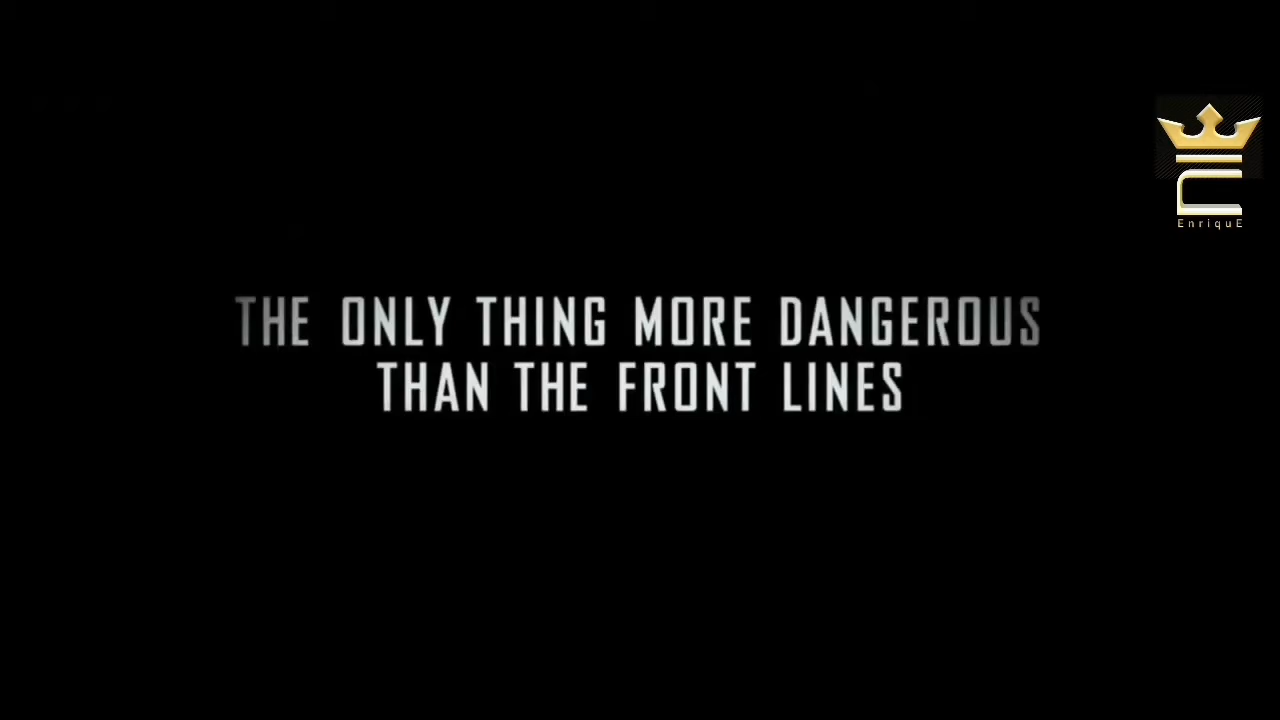 THE ONLY THING MORE DANGEROUS
THAN THE FRONT LINES
EnriquE